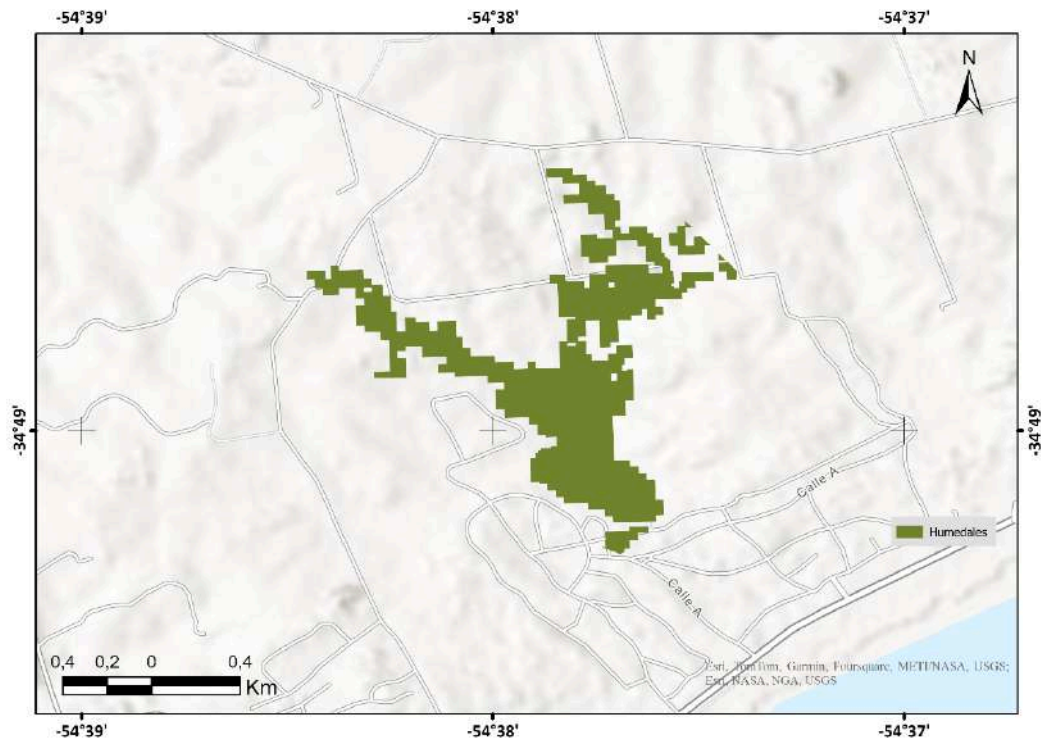 -54°39'
-54°38'
-54°37'
N
-34°49'
-34°49'
Calle A
Humedales
Calle A
0,4 0,2 0 0,4
Km
Esri, TomTom, Garmin, Foursquare, METI/NASA, USGS;
Esri, NASA, NGA, USGS
-54°39'
-54°38'
-54°37'